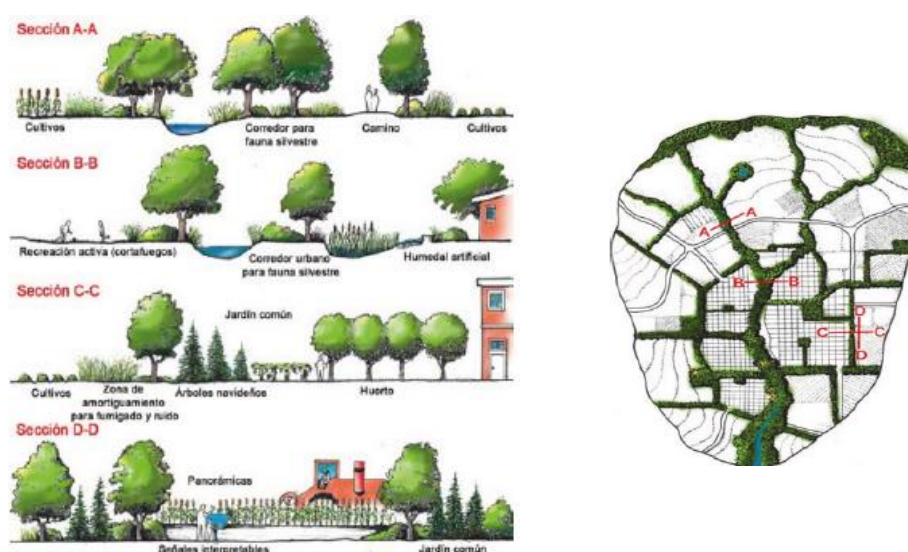 Sección A-A
Cultivos
Corredor para
fauna silvestre
Camino
Cultivos
Sección B-B
Recreación activa (cortafuegos)
Corredor urbano
para fauna silvestre
Humedal artificial
Sección C-C
Jardín común
Cultivos
Zona de
amortiguamiento
para fumigado y ruido
Árboles navideños
Huerto
Sección D-D
Panorámicas
Señales interpretables
Jardín común
A
A
B
B
D
C
C
D